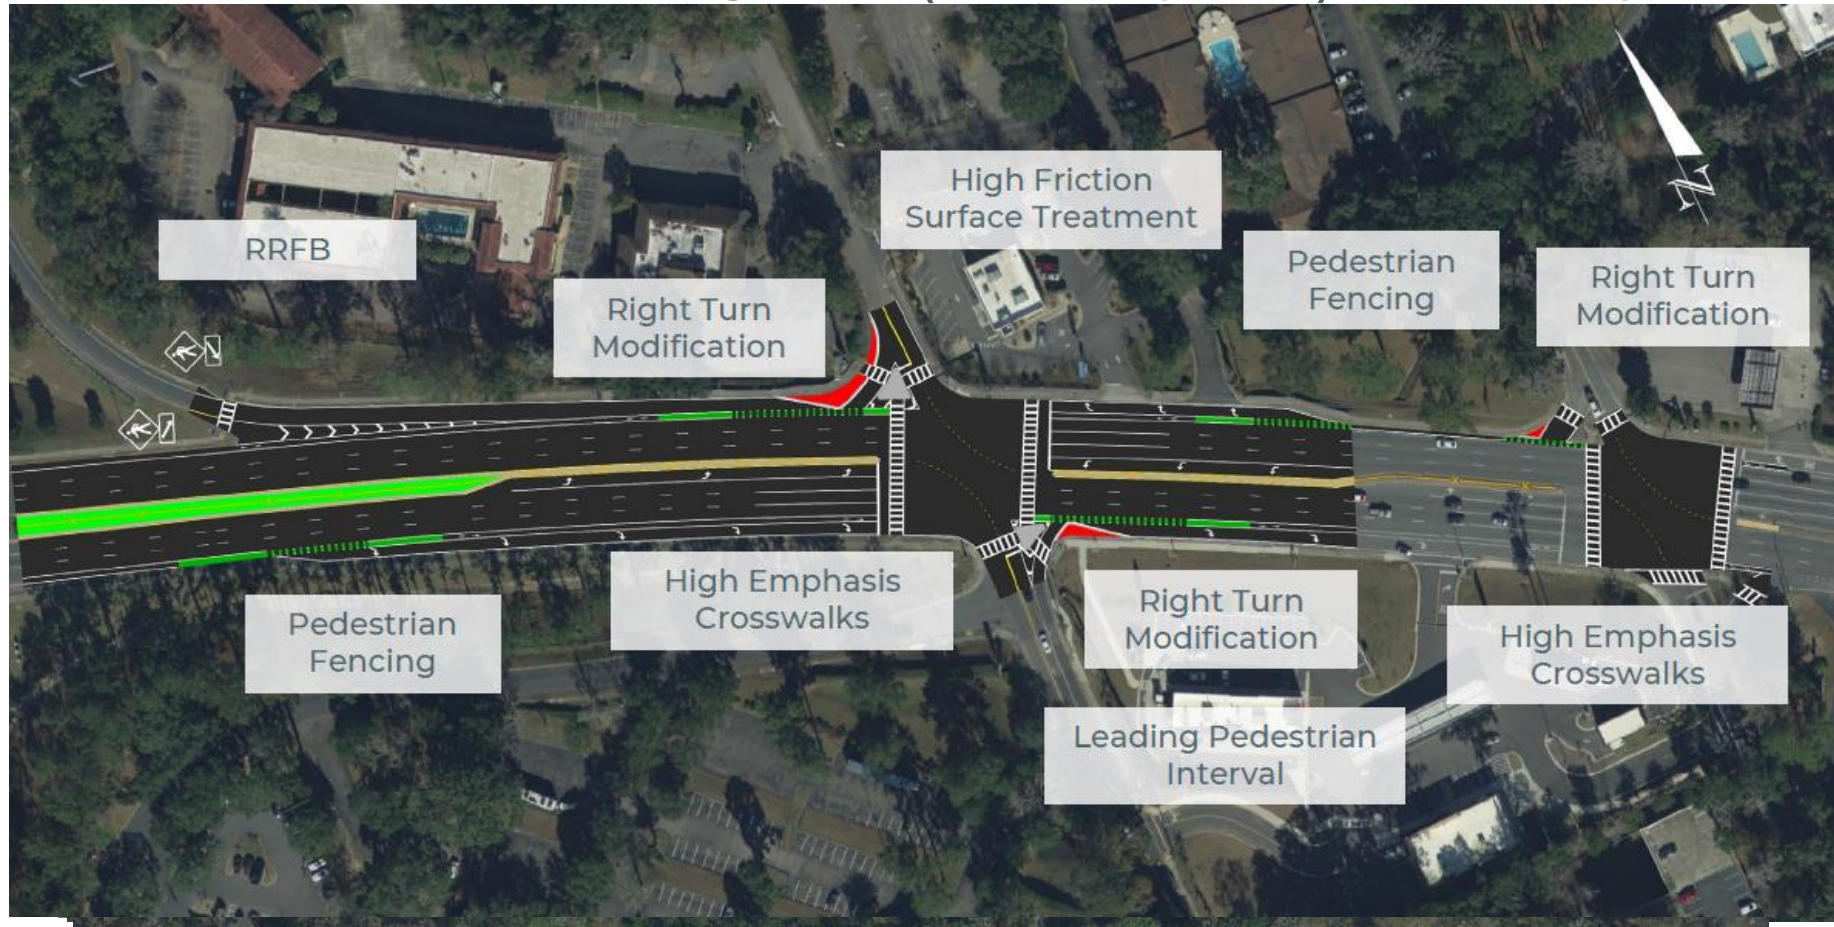 High Friction
Surface Treatment
RRFB
Pedestrian
Fencing
Right Turn
Modification
Right Turn
Modification
N
High Emphasis
Crosswalks
Right Turn
Modification
Pedestrian
Fencing
High Emphasis
Crosswalks
Leading Pedestrian
Interval